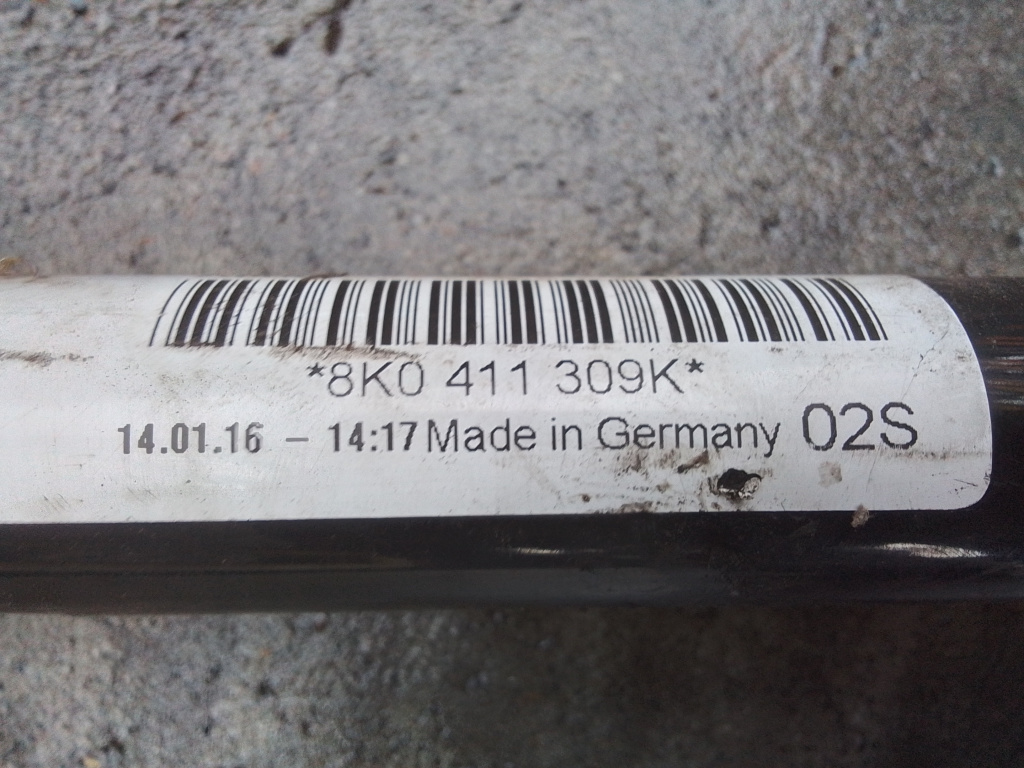 *8K0 411 309K*
14.01.16 – 14:17 Made in Germany 02S